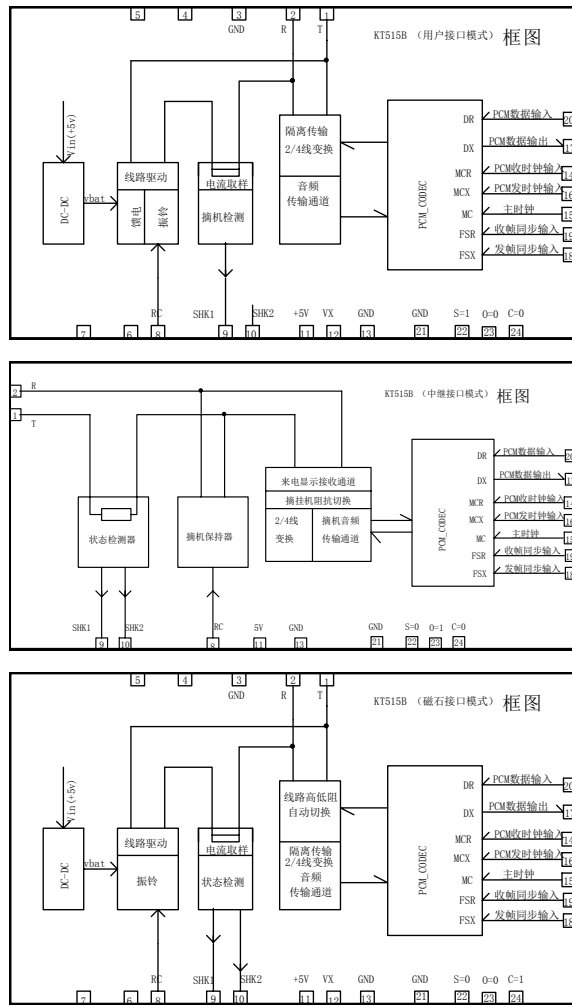 5 4 3 2 1
GND R T
KT515B （用户接口模式）框图
Vin(+5v)
DC-DC
vbat
线路驱动
馈电
振铃
电流取样
摘机检测
隔离传输
2/4线变换
音频
传输通道
PCM_CODEC
DR PCM数据输入 20
DX PCM数据输出 17
MCR PCM收时钟输入 14
MCX PCM发时钟输入 16
MC 主时钟 15
FSR 收帧同步输入 19
FSX 发帧同步输入 18
RC SHK1 SHK2 +5V VX GND GND S=1 O=0 C=0
7 6 8 9 10 11 12 13 21 22 23 24
2 R
1 T
KT515B （中继接口模式）框图
来电显示接收通道
摘挂机阻抗切换
2/4线
变换
摘机音频
传输通道
状态检测器
摘机保持器
PCM_CODEC
DR PCM数据输入 20
DX PCM数据输出
MCR PCM收时钟输入 14
MCX PCM发时钟输入 16
MC 主时钟 15
FSR 收帧同步输入 19
FSX 发帧同步输入 18
SHK1 SHK2 RC 5V GND GND S=0 O=1 C=0
9 10 8 11 13 21 22 23 24
5 4 3 2 1
GND R T
KT515B （磁石接口模式）框图
Vin(+5v)
DC-DC
vbat
线路驱动
振铃
电流取样
状态检测
线路高低阻
自动切换
隔离传输
2/4线变换
音频
传输通道
PCM_CODEC
DR PCM数据输入 20
DX PCM数据输出 17
MCR PCM收时钟输入 14
MCX PCM发时钟输入 16
MC 主时钟 15
FSR 收帧同步输入 19
FSX 发帧同步输入 18
RC SHK1 SHK2 +5V VX GND GND S=0 O=0 C=1
7 6 8 9 10 11 12 13 21 22 23 24